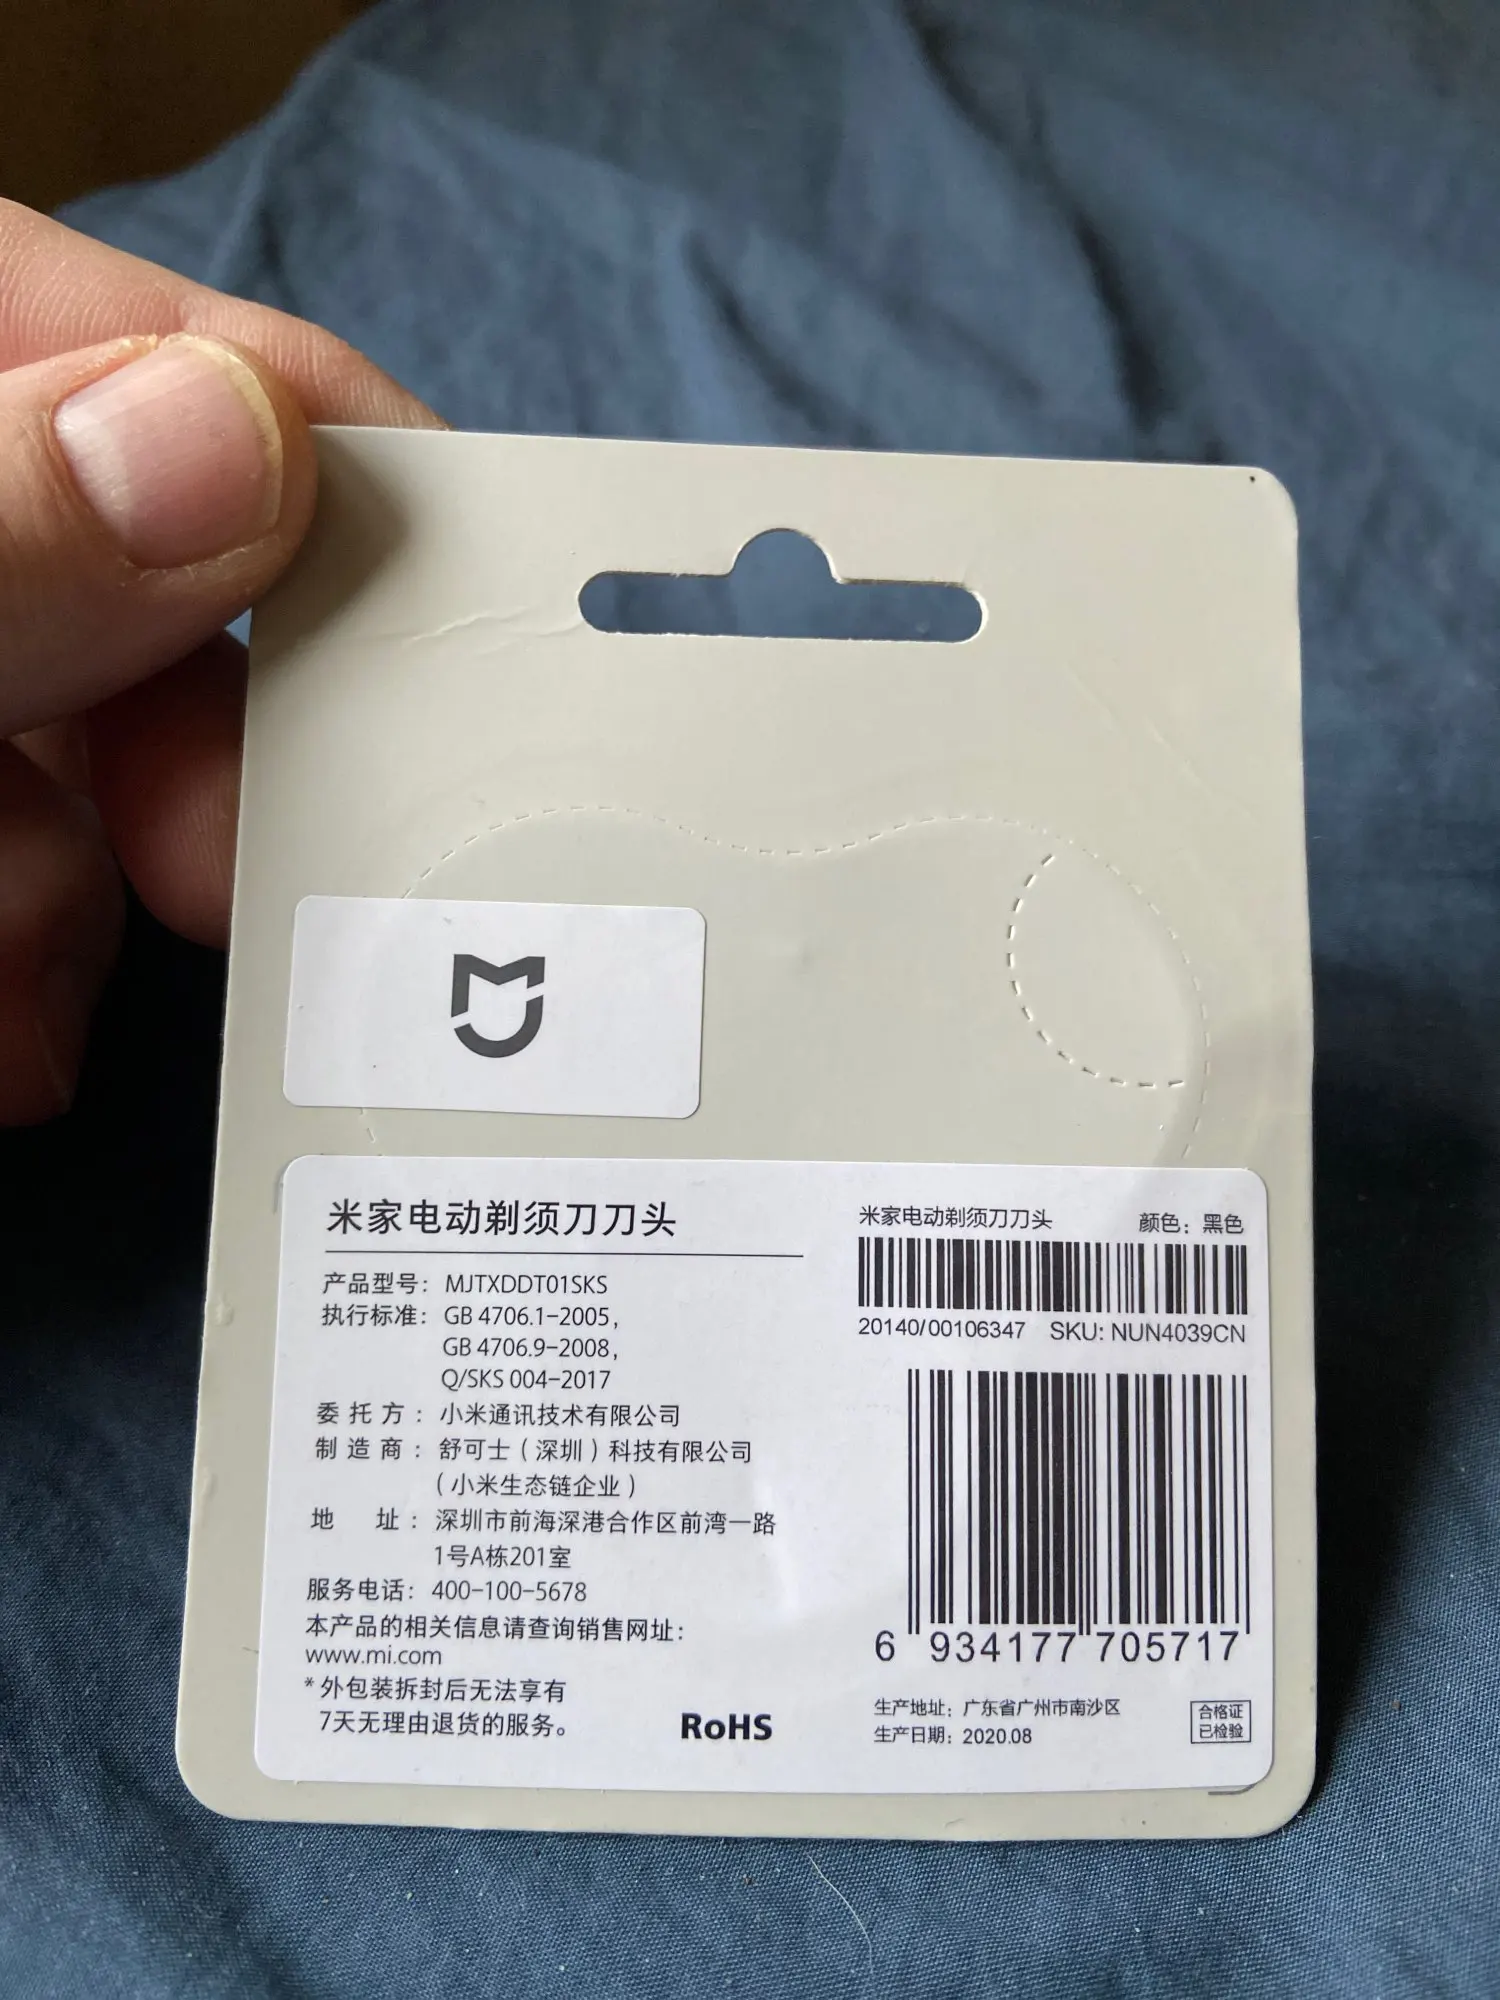 米家电动剃须刀刀头
产品型号：MJTXDDT01SKS
执行标准：GB 4706.1-2005，
GB 4706.9-2008，
Q/SKS 004-2017
委托方：小米通讯技术有限公司
制造商：舒可士（深圳）科技有限公司
（小米生态链企业）
地址：深圳市前海深港合作区前湾一路
1号A栋201室
服务电话：400-100-5678
本产品的相关信息请查询销售网址：
www.mi.com
*外包装拆封后无法享有
7天无理由退货的服务。
RoHS
米家电动剃须刀刀头 颜色：黑色
20140/00106347 SKU: NUN4039CN
6 934177 705717
生产地址：广东省广州市南沙区
生产日期：2020.08
合格证
已检验